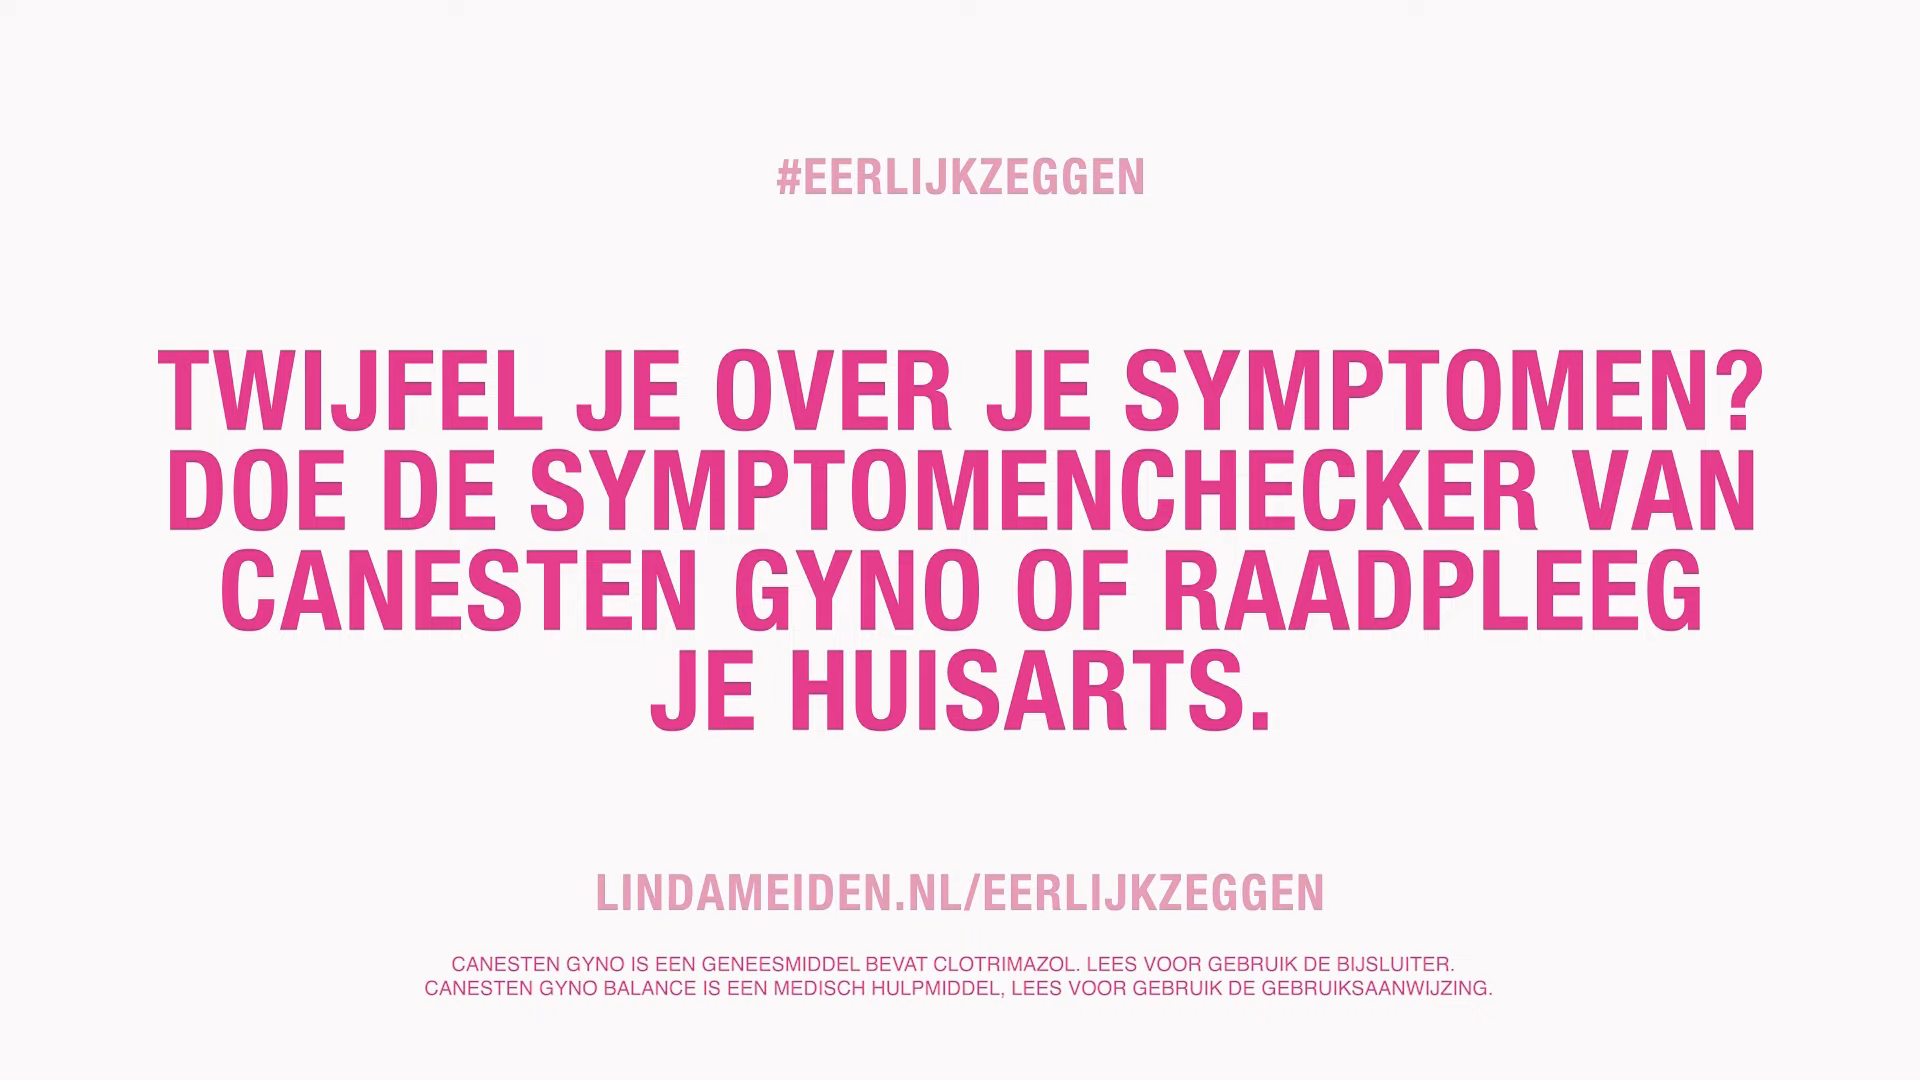 #EERLIJKZEGGEN
TWIJFEL JE OVER JE SYMPTOMEN?
DOE DE SYMPTOMENCHECKER VAN
CANESTEN GYNO OF RAADPLEEG
JE HUISARTS.
LINDAMEIDEN.NL/EERLIJKZEGGEN
CANESTEN GYNO IS EEN GENEESMIDDEL BEVAT CLOTRIMAZOL. LEES VOOR GEBRUIK DE BIJSLUITER.
CANESTEN GYNO BALANCE IS EEN MEDISCH HULPMIDDEL, LEES VOOR GEBRUIK DE GEBRUIKSAANWIJZING.